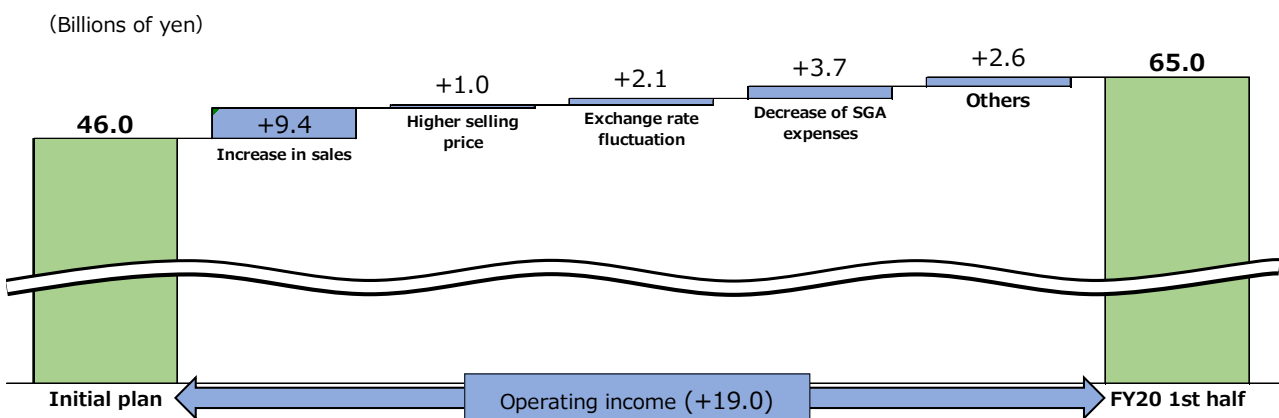 (Billions of yen)
46.0
+9.4
Increase in sales
+1.0
Higher selling
price
+2.1
Exchange rate
fluctuation
+3.7
Decrease of SGA
expenses
+2.6
Others
65.0
Initial plan
Operating income (+19.0)
FY20 1st half